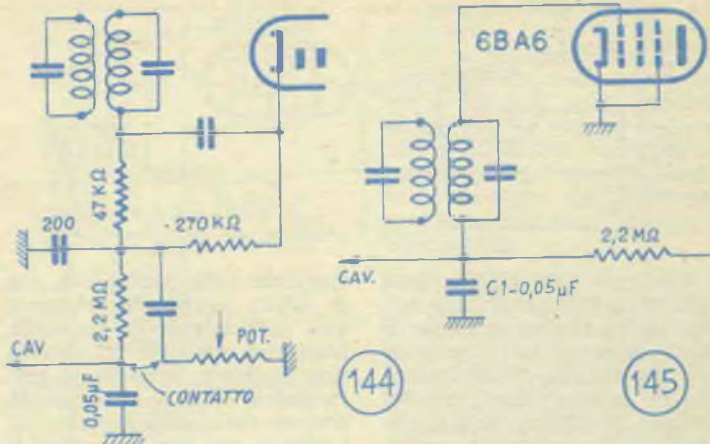 6BA6
47 KΩ
200
270 KΩ
2,2 MΩ
2,2 MΩ
CAV.
C1-0,05µF
POT.
CAV
CONTATTO
0,05µF
144
145